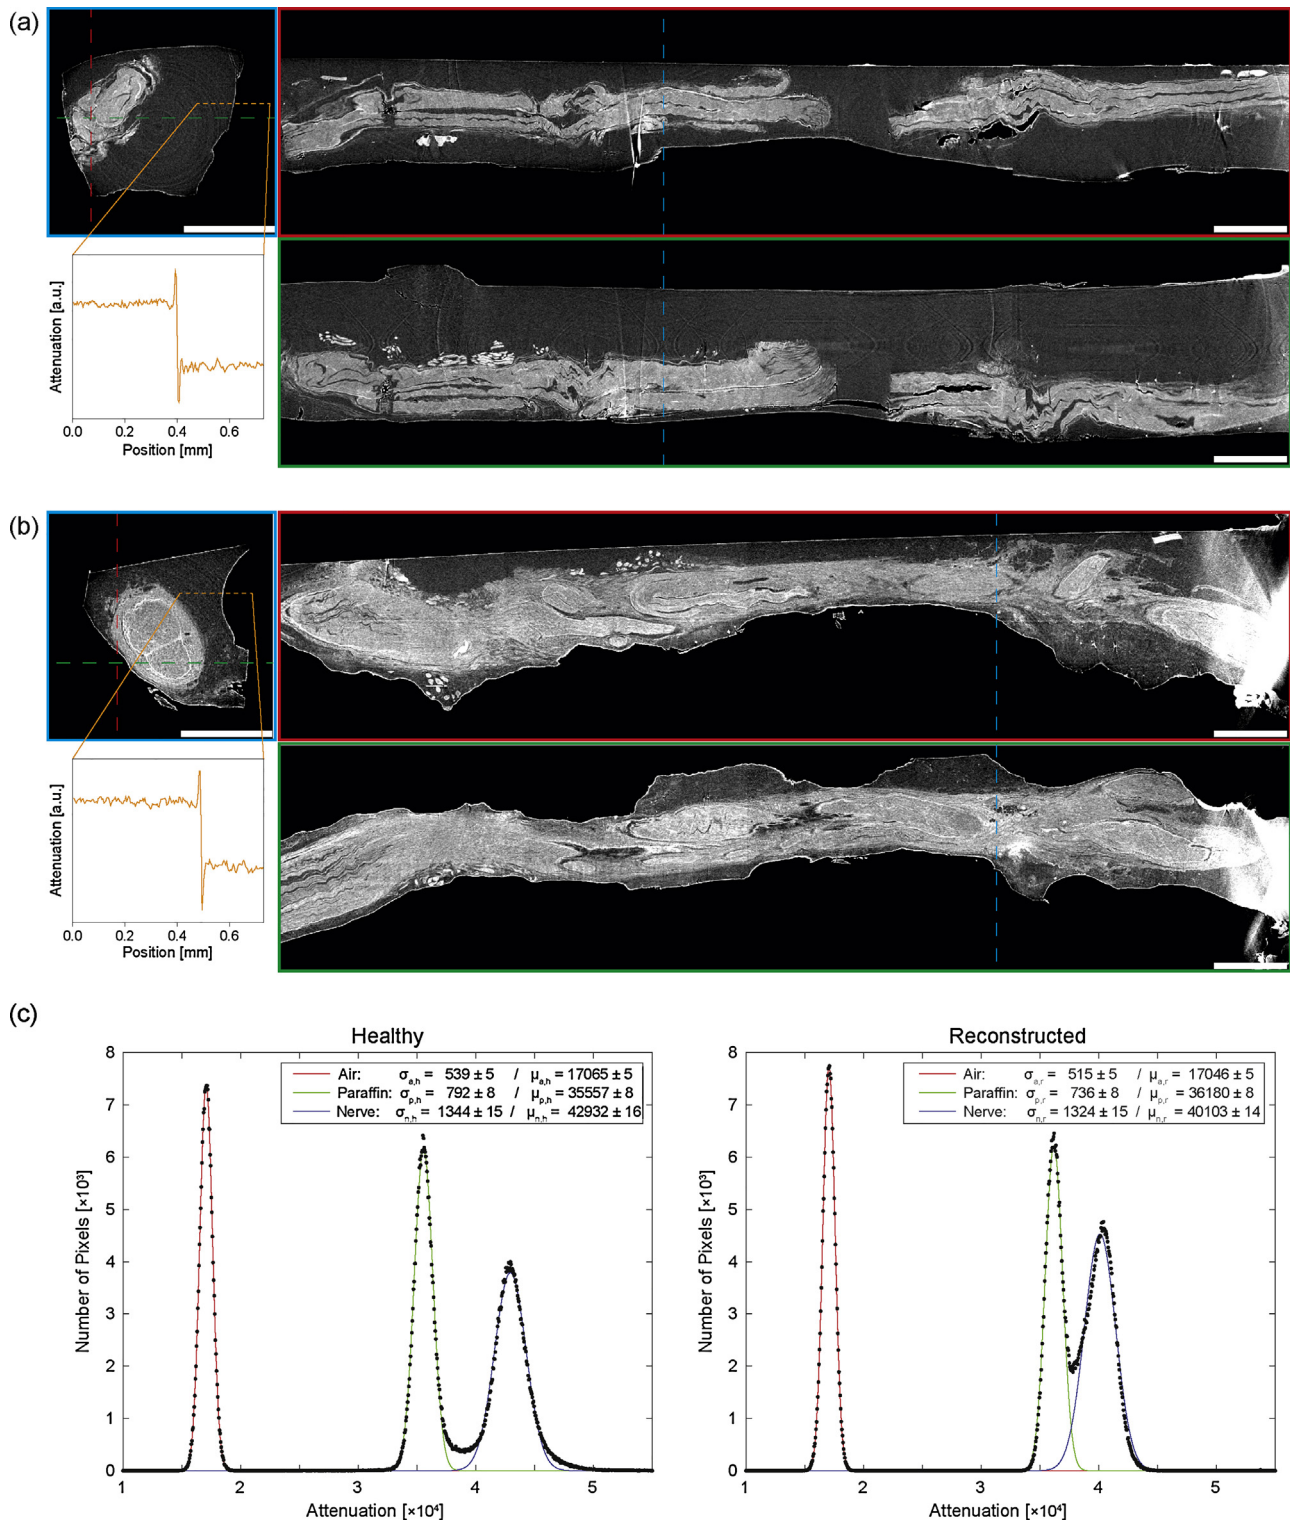 (a)
Attenuation [a.u.]
0.0 0.2 0.4 0.6
Position [mm]
(b)
Attenuation [a.u.]
0.0 0.2 0.4 0.6
Position [mm]
(c)
Healthy
Number of Pixels [×10³]
8
7
6
5
4
3
2
1
0
Air: σa,h = 539 ± 5 / μa,h = 17065 ± 5
Paraffin: σp,h = 792 ± 8 / μp,h = 35557 ± 8
Nerve: σn,h = 1344 ± 15 / μn,h = 42932 ± 16
1 2 3 4 5
Attenuation [×10⁴]
Reconstructed
Number of Pixels [×10³]
8
7
6
5
4
3
2
1
0
Air: σa,r = 515 ± 5 / μa,r = 17046 ± 5
Paraffin: σp,r = 736 ± 8 / μp,r = 36180 ± 8
Nerve: σn,r = 1324 ± 15 / μn,r = 40103 ± 14
1 2 3 4 5
Attenuation [×10⁴]